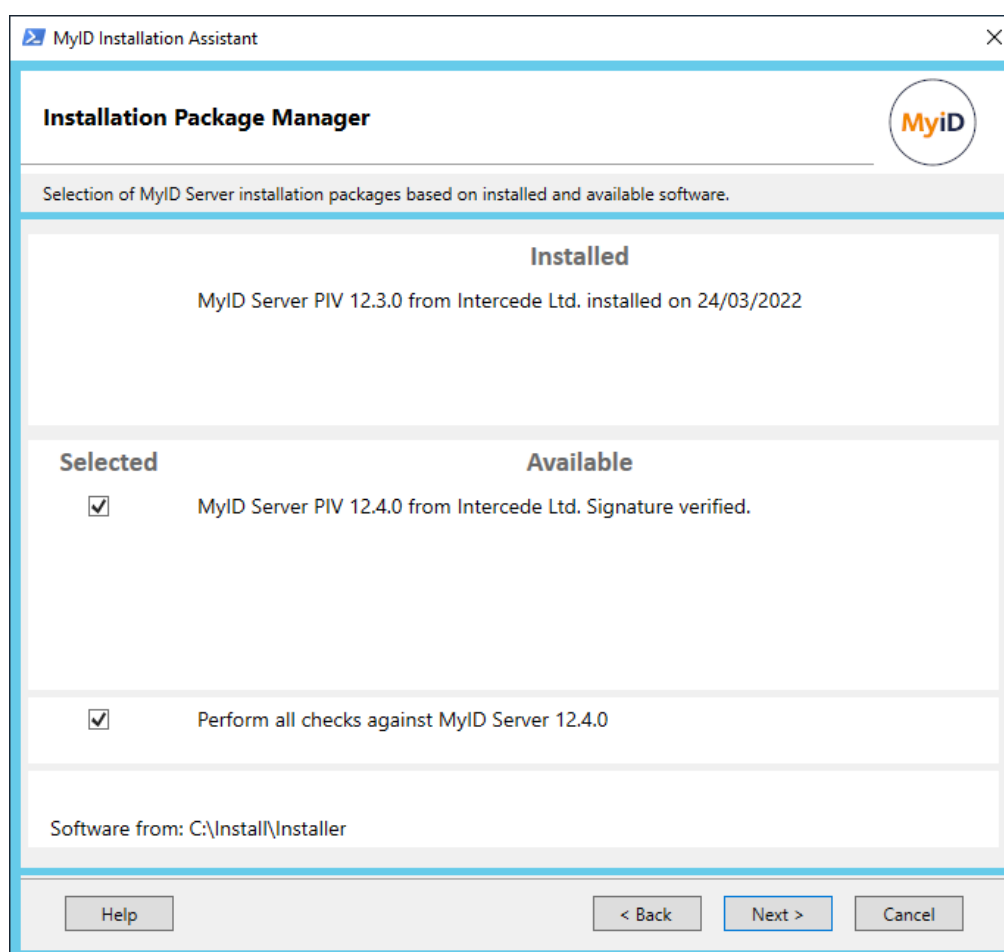 MyID Installation Assistant
Installation Package Manager
MyiD
Selection of MyID Server installation packages based on installed and available software.
Installed
MyID Server PIV 12.3.0 from Intercede Ltd. installed on 24/03/2022
Selected Available
MyID Server PIV 12.4.0 from Intercede Ltd. Signature verified.
Perform all checks against MyID Server 12.4.0
Software from: C:\Install\Installer
Help < Back Next > Cancel